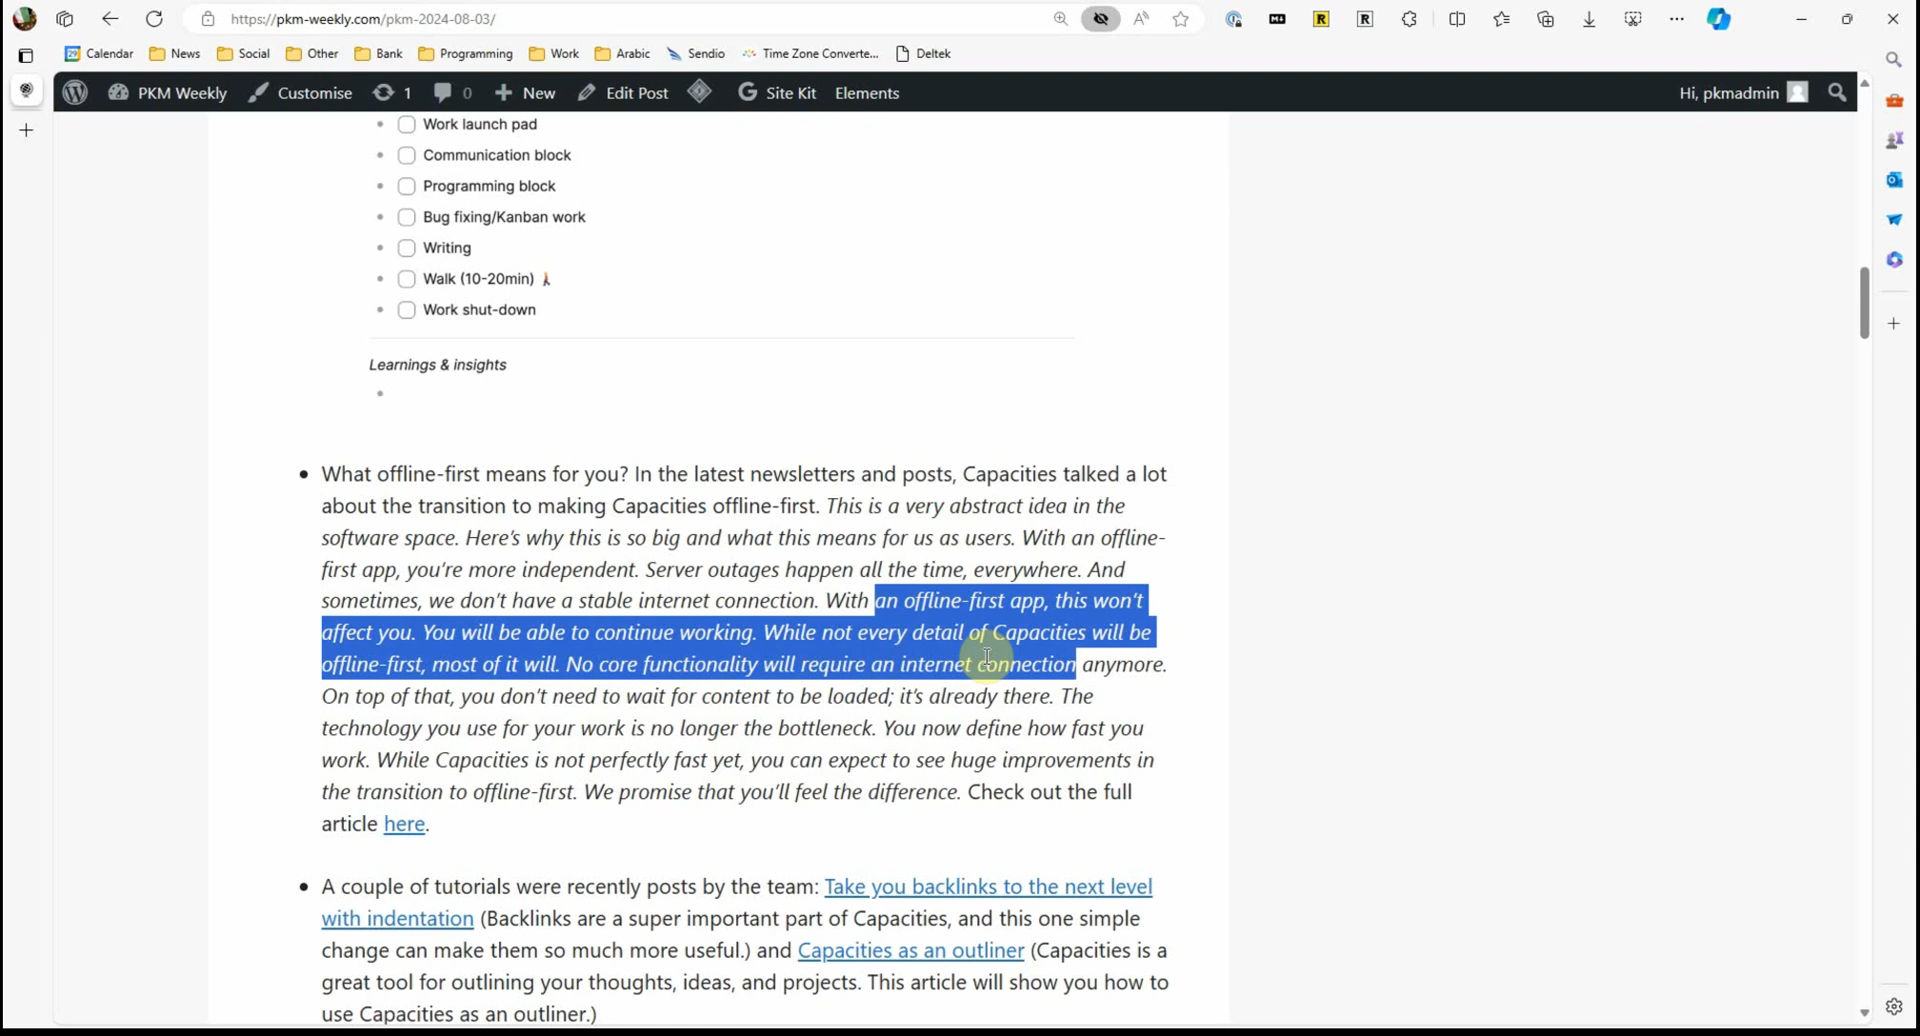 https://pkm-weekly.com/pkm-2024-08-03/
Calendar
News
Social
Other
Bank
Programming
Work
Arabic
Sendio
Time Zone Converte...
Deltek
PKM Weekly
Customise
1
0
New
Edit Post
Site Kit
Elements
Hi, pkmadmin
Work launch pad
Communication block
Programming block
Bug fixing/Kanban work
Writing
Walk (10-20min)
Work shut-down
Learnings & insights
What offline-first means for you? In the latest newsletters and posts, Capacities talked a lot
about the transition to making Capacities offline-first. This is a very abstract idea in the
software space. Here's why this is so big and what this means for us as users. With an offline-
first app, you're more independent. Server outages happen all the time, everywhere. And
sometimes, we don't have a stable internet connection. With an offline-first app, this won't
affect you. You will be able to continue working. While not every detail of Capacities will be
offline-first, most of it will. No core functionality will require an internet connection anymore.
On top of that, you don't need to wait for content to be loaded; it's already there. The
technology you use for your work is no longer the bottleneck. You now define how fast you
work. While Capacities is not perfectly fast yet, you can expect to see huge improvements in
the transition to offline-first. We promise that you'll feel the difference. Check out the full
article here.
A couple of tutorials were recently posts by the team: Take you backlinks to the next level
with indentation (Backlinks are a super important part of Capacities, and this one simple
change can make them so much more useful.) and Capacities as an outliner (Capacities is a
great tool for outlining your thoughts, ideas, and projects. This article will show you how to
use Capacities as an outliner.)